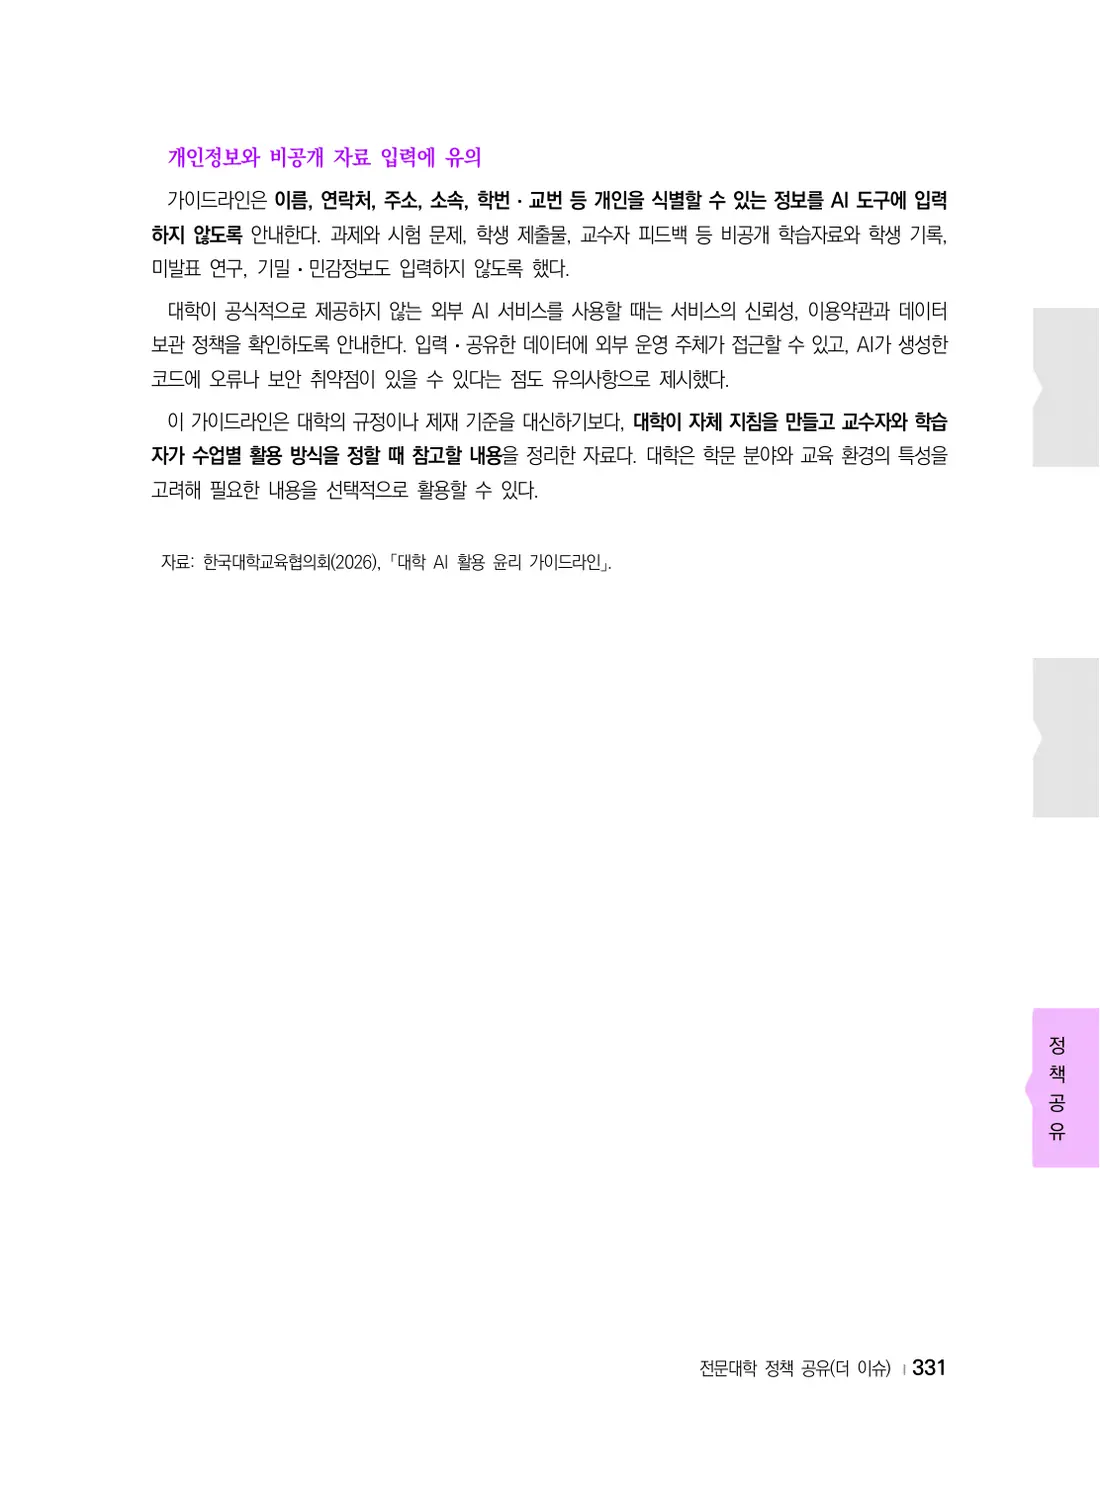 개인정보와 비공개 자료 입력에 유의
가이드라인은 이름, 연락처, 주소, 소속, 학번·교번 등 개인을 식별할 수 있는 정보를 AI 도구에 입력
하지 않도록 안내한다. 과제와 시험 문제, 학생 제출물, 교수자 피드백 등 비공개 학습자료와 학생 기록,
미발표 연구, 기밀·민감정보도 입력하지 않도록 했다.
대학이 공식적으로 제공하지 않는 외부 AI 서비스를 사용할 때는 서비스의 신뢰성, 이용약관과 데이터
보관 정책을 확인하도록 안내한다. 입력·공유한 데이터에 외부 운영 주체가 접근할 수 있고, AI가 생성한
코드에 오류나 보안 취약점이 있을 수 있다는 점도 유의사항으로 제시했다.
이 가이드라인은 대학의 규정이나 제재 기준을 대신하기보다, 대학이 자체 지침을 만들고 교수자와 학습
자가 수업별 활용 방식을 정할 때 참고할 내용을 정리한 자료다. 대학은 학문 분야와 교육 환경의 특성을
고려해 필요한 내용을 선택적으로 활용할 수 있다.
자료: 한국대학교육협의회(2026), 「대학 AI 활용 윤리 가이드라인」.
정
책
공
유
전문대학 정책 공유(더 이슈) | 331